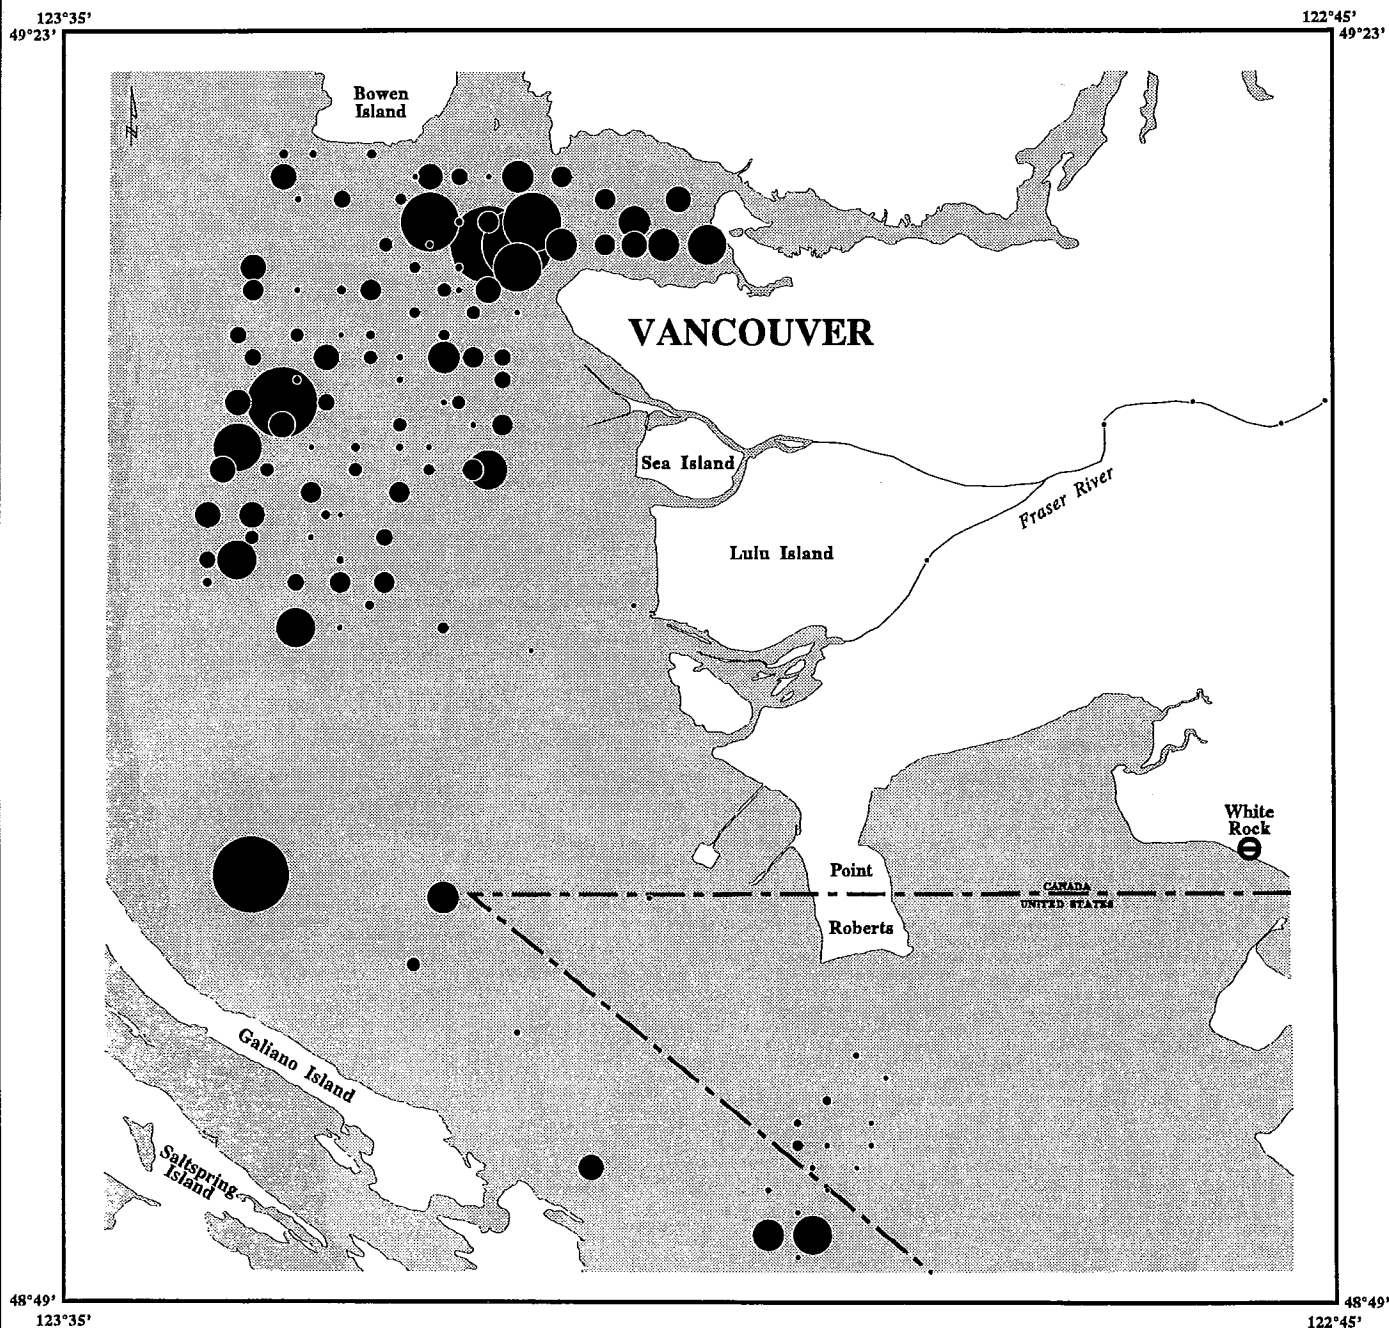 123°35'
122°45'
49°23'
49°23'
Bowen
Island
N
VANCOUVER
Sea Island
Fraser River
Lulu Island
White
Rock
Point
CANADA
UNITED STATES
Roberts
Galiano Island
Saltspring
Island
48°49'
48°49'
123°35'
122°45'